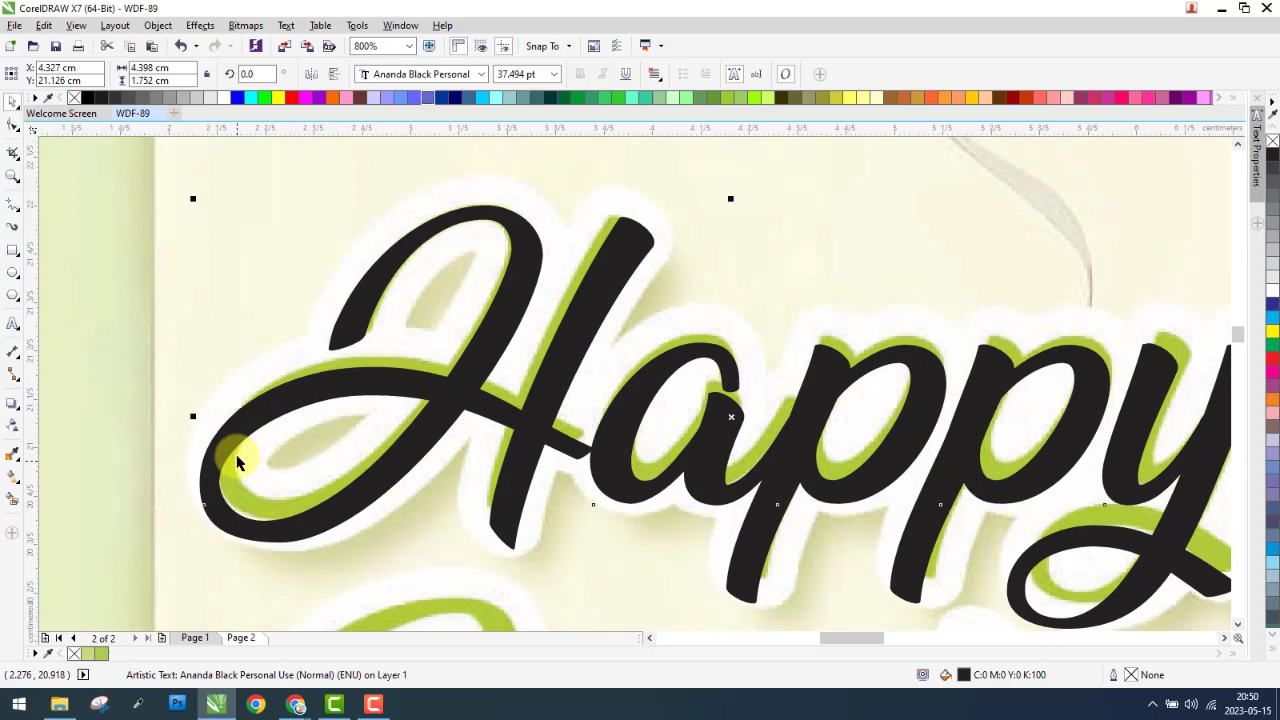 CorelDRAW X7 (64-Bit) - WDF-89
File Edit View Layout Object Effects Bitmaps Text Table Tools Window Help
800% Snap To
X: 4.327 cm 4.398 cm 0.0 ° Ananda Black Personal 37.494 pt
Y: 21.126 cm 1.752 cm
Welcome Screen WDF-89
centimeters
Text Properties
Happy
2 of 2 Page 1 Page 2
( 2.276, 20.918 ) Artistic Text: Ananda Black Personal Use (Normal) (ENU) on Layer 1 C:0 M:0 Y:0 K:100 None
20:50
2023-05-15